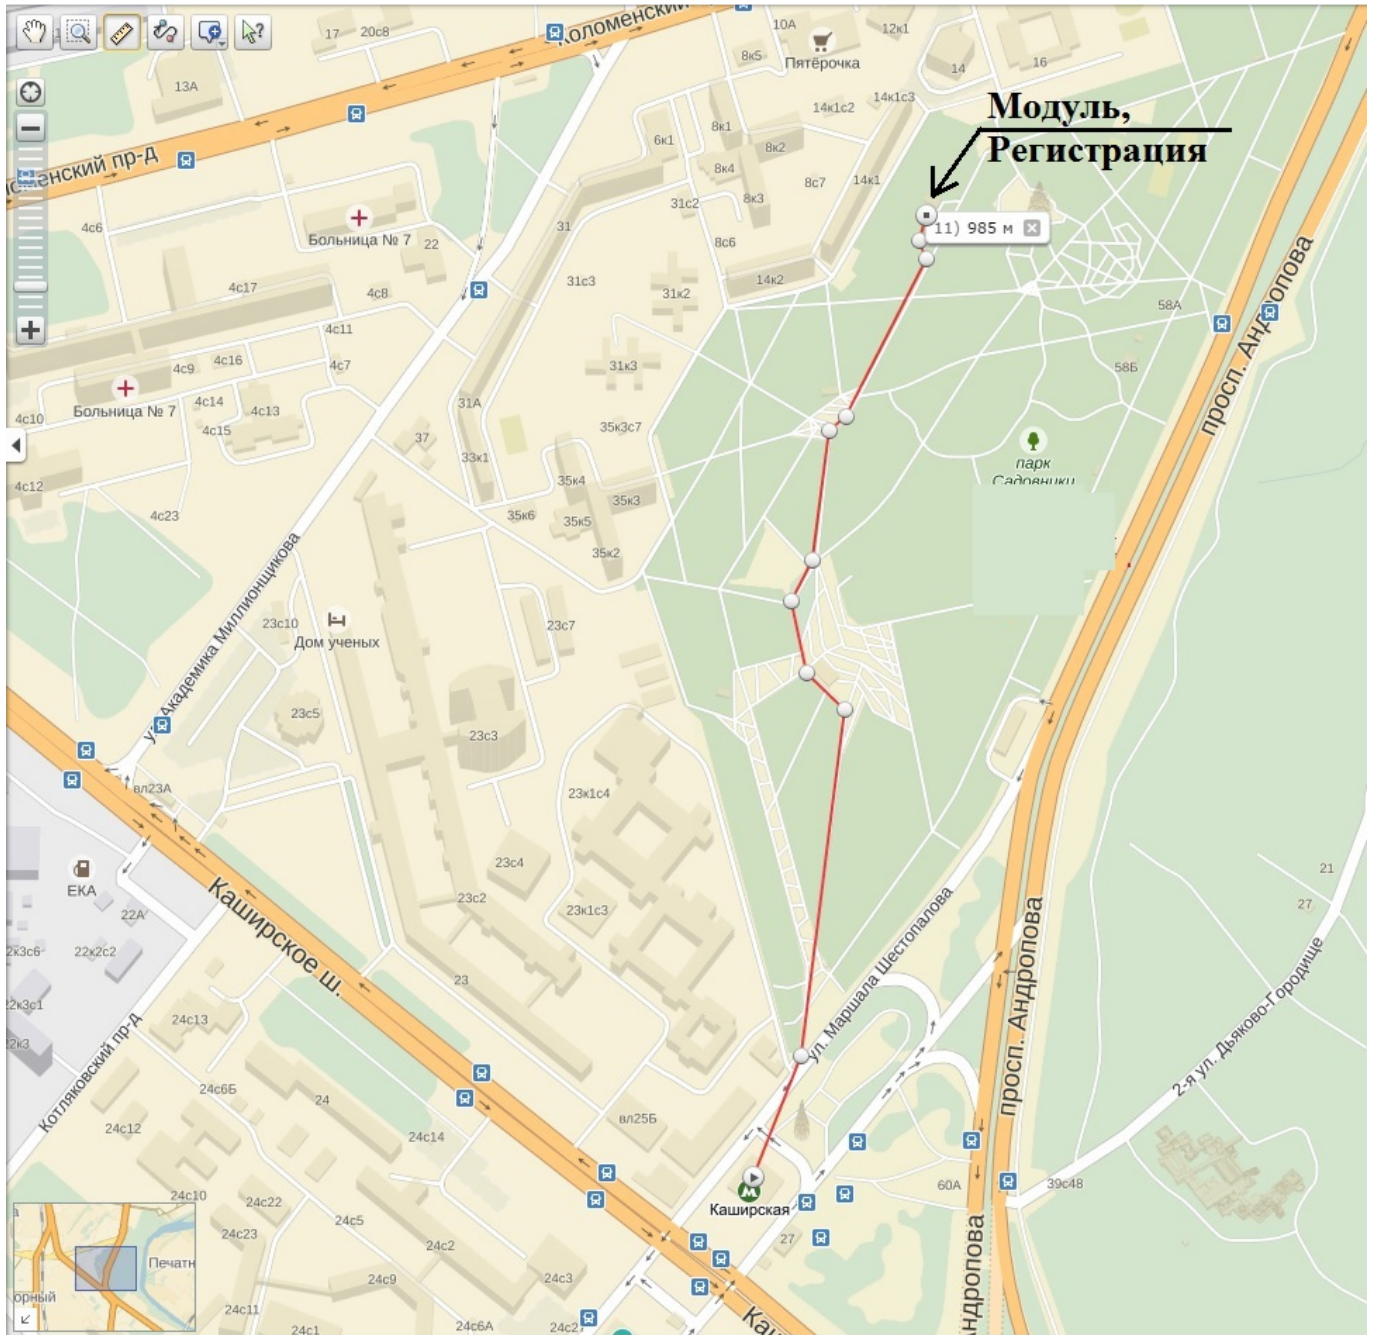 17
20с8
Коломенский
10А
12к1
8к5
Пятёрочка
14
16
13А
14к1с2
14к1с3
Модуль,
Регистрация
8к1
6к1
8к2
енский пр-д
8к4
8с7
14к1
8к3
31с2
4с6
31
Больница № 7
22
8с6
11) 985 м
31с3
14к2
4с17
4с8
31к2
58А
4с11
просп. Андропова
4с16
4с9
4с7
31к3
58Б
Больница № 7
4с14
4с13
31А
4с10
4с15
37
35к3с7
33к1
парк
Садовники
4с12
35к4
35к3
4с23
35к6
35к5
35к2
ул. Академика Миллионщикова
23с10
Дом ученых
23с7
23с5
23с3
вл23А
23к1с4
ЕКА
23с4
21
22А
23с2
23к1с3
27
Каширское ш.
22к2с2
23
ул. Маршала Шестопалова
просп. Андропова
2-я ул. Дьяково-Городище
24с13
Котляковский пр-д
24с6Б
24
вл25Б
24с12
24с14
60А
39с48
24с10
24с22
Каширская
24с5
24с23
24с2
27
Андропова
Печатн
орный
24с9
24с3
24с11
24с1
24с6А
24с2
Каш